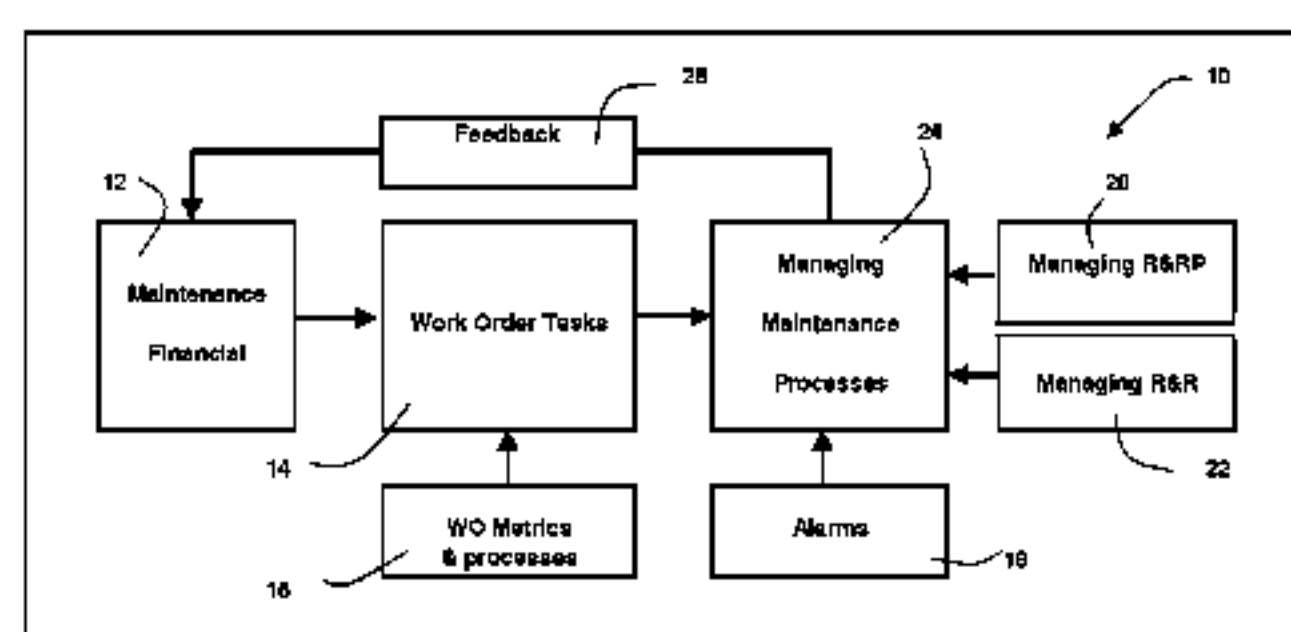 10
Feedback
24
12
20
Managing
Managing R&RP
Maintenance
Work Order Tasks
Maintenance
Financial
Processes
Managing R&R
14
22
WO Metrics
& processes
Alarms
18
16